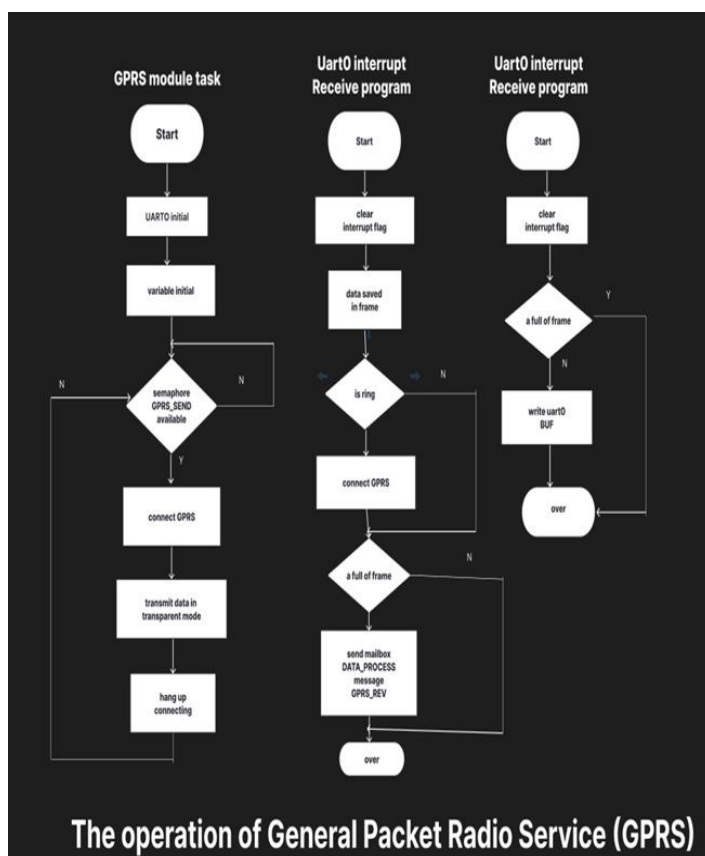 GPRS module task
Start
UARTO initial
variable initial
N
N
semaphore
GPRS_SEND
available
Y
connect GPRS
transmit data in
transparent mode
hang up
connecting
Uart0 interrupt
Receive program
Start
clear
interrupt flag
data saved
in frame
N
is ring
connect GPRS
a full of frame
N
send mailbox
DATA_PROCESS
message
GPRS_REV
over
Uart0 interrupt
Receive program
Start
clear
interrupt flag
Y
a full of frame
N
write uart0
BUF
over
The operation of General Packet Radio Service (GPRS)